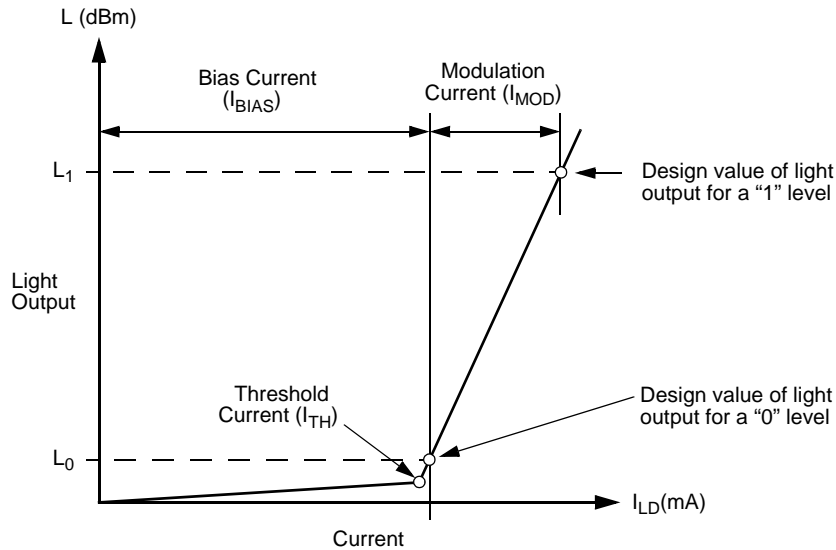 L (dBm)
Bias Current
(IBIAS)
Modulation
Current (IMOD)
L1
Design value of light
output for a “1” level
Light
Output
Threshold
Current (ITH)
Design value of light
output for a “0” level
L0
ILD(mA)
Current